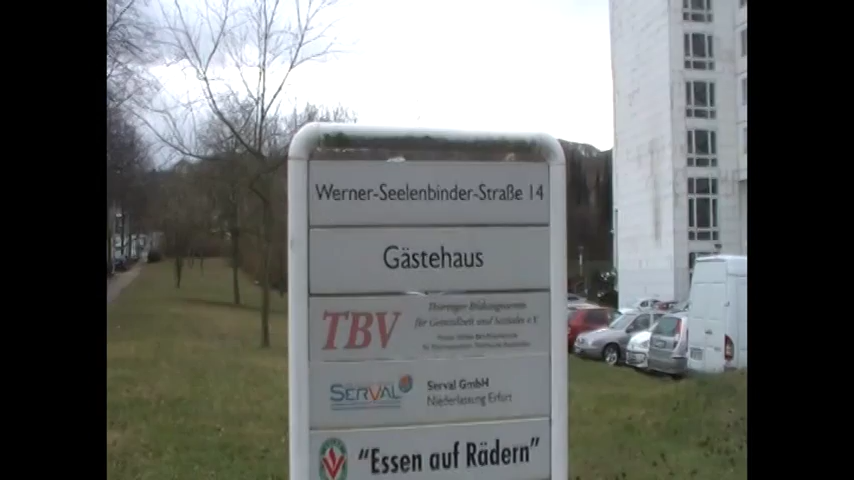 Werner-Seelenbinder-Straße 14
Gästehaus
TBV
Thüringer Bildungszentrum
für Gesundheit und Soziales e.V.
SERVAL
Serval GmbH
Niederlassung Erfurt
"Essen auf Rädern"